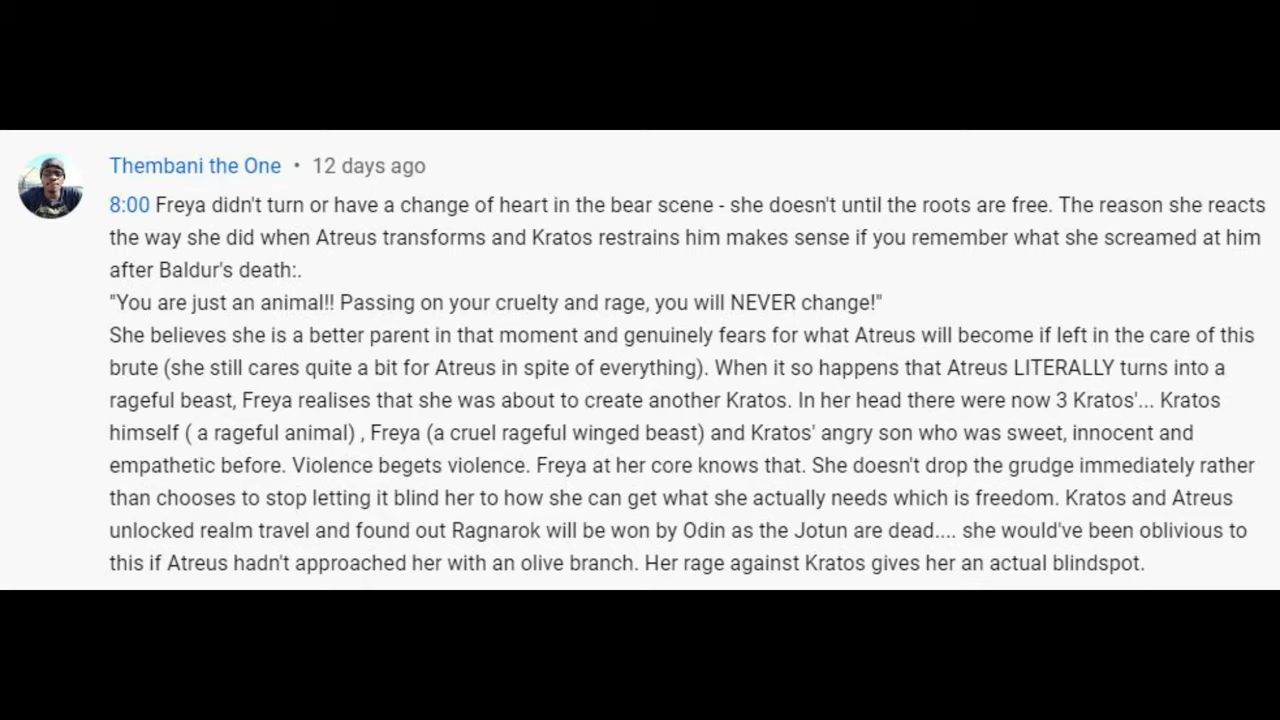 Thembani the One • 12 days ago
8:00 Freya didn't turn or have a change of heart in the bear scene - she doesn't until the roots are free. The reason she reacts
the way she did when Atreus transforms and Kratos restrains him makes sense if you remember what she screamed at him
after Baldur's death:.
"You are just an animal!! Passing on your cruelty and rage, you will NEVER change!"
She believes she is a better parent in that moment and genuinely fears for what Atreus will become if left in the care of this
brute (she still cares quite a bit for Atreus in spite of everything). When it so happens that Atreus LITERALLY turns into a
rageful beast, Freya realises that she was about to create another Kratos. In her head there were now 3 Kratos'... Kratos
himself ( a rageful animal) , Freya (a cruel rageful winged beast) and Kratos' angry son who was sweet, innocent and
empathetic before. Violence begets violence. Freya at her core knows that. She doesn't drop the grudge immediately rather
than chooses to stop letting it blind her to how she can get what she actually needs which is freedom. Kratos and Atreus
unlocked realm travel and found out Ragnarok will be won by Odin as the Jotun are dead.... she would've been oblivious to
this if Atreus hadn't approached her with an olive branch. Her rage against Kratos gives her an actual blindspot.